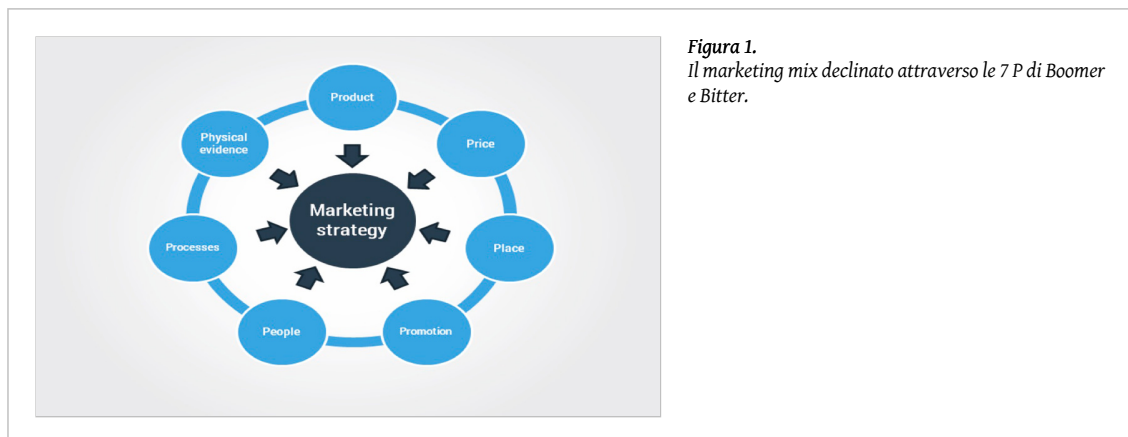 Figura 1.
Il marketing mix declinato attraverso le 7 P di Boomer
e Bitter.
Product
Physical
evidence
Price
Marketing
strategy
Processes
Place
People
Promotion